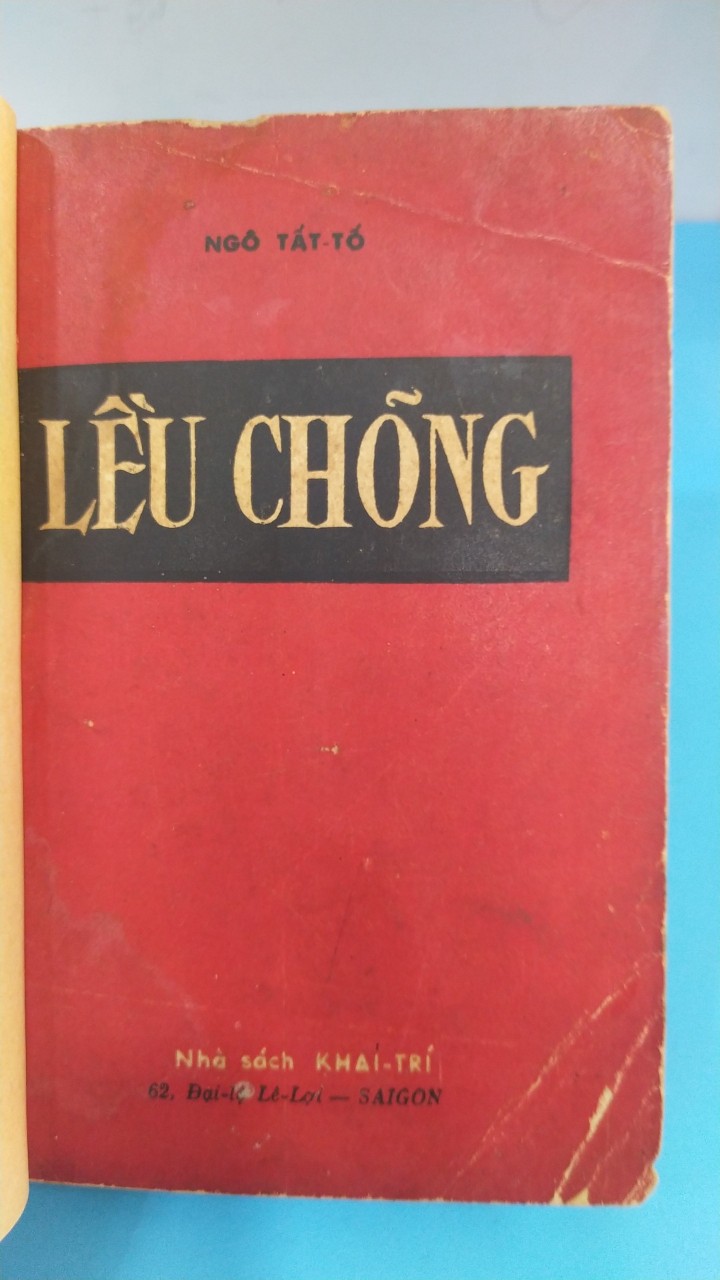 NGÔ TẤT-TỐ
LỀU CHÕNG
Nhà sách KHAI-TRÍ
62, Đại-lộ Lê-Lợi — SAIGON